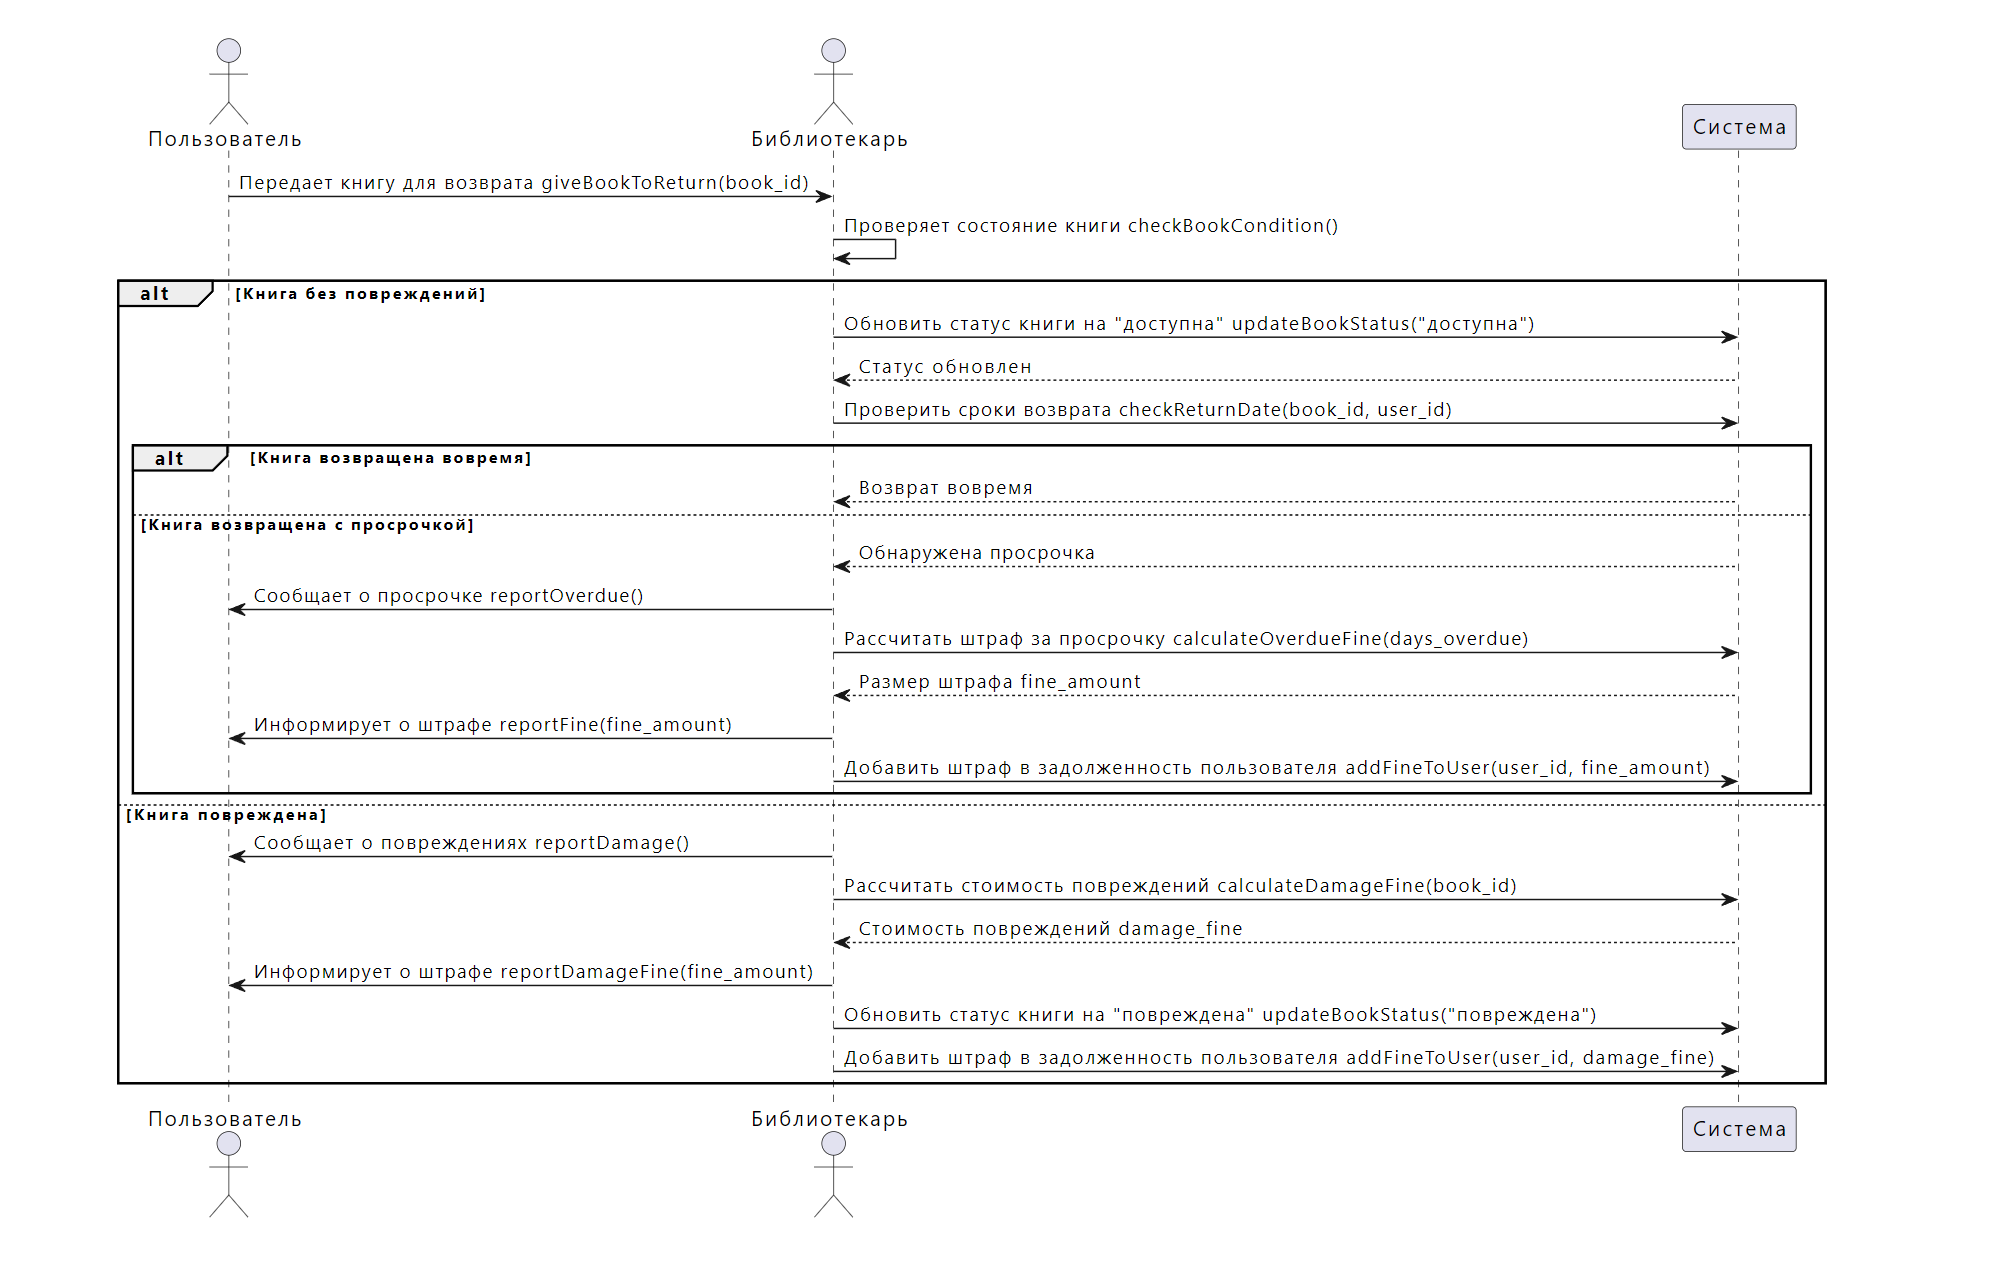 Пользователь
Библиотекарь
Система
Передает книгу для возврата giveBookToReturn(book_id)
Проверяет состояние книги checkBookCondition()
alt
[Книга без повреждений]
Обновить статус книги на "доступна" updateBookStatus("доступна")
Статус обновлен
Проверить сроки возврата checkReturnDate(book_id, user_id)
alt
[Книга возвращена вовремя]
Возврат вовремя
[Книга возвращена с просрочкой]
Обнаружена просрочка
Сообщает о просрочке reportOverdue()
Рассчитать штраф за просрочку calculateOverdueFine(days_overdue)
Размер штрафа fine_amount
Информирует о штрафе reportFine(fine_amount)
Добавить штраф в задолженность пользователя addFineToUser(user_id, fine_amount)
[Книга повреждена]
Сообщает о повреждениях reportDamage()
Рассчитать стоимость повреждений calculateDamageFine(book_id)
Стоимость повреждений damage_fine
Информирует о штрафе reportDamageFine(fine_amount)
Обновить статус книги на "повреждена" updateBookStatus("повреждена")
Добавить штраф в задолженность пользователя addFineToUser(user_id, damage_fine)
Пользователь
Библиотекарь
Система